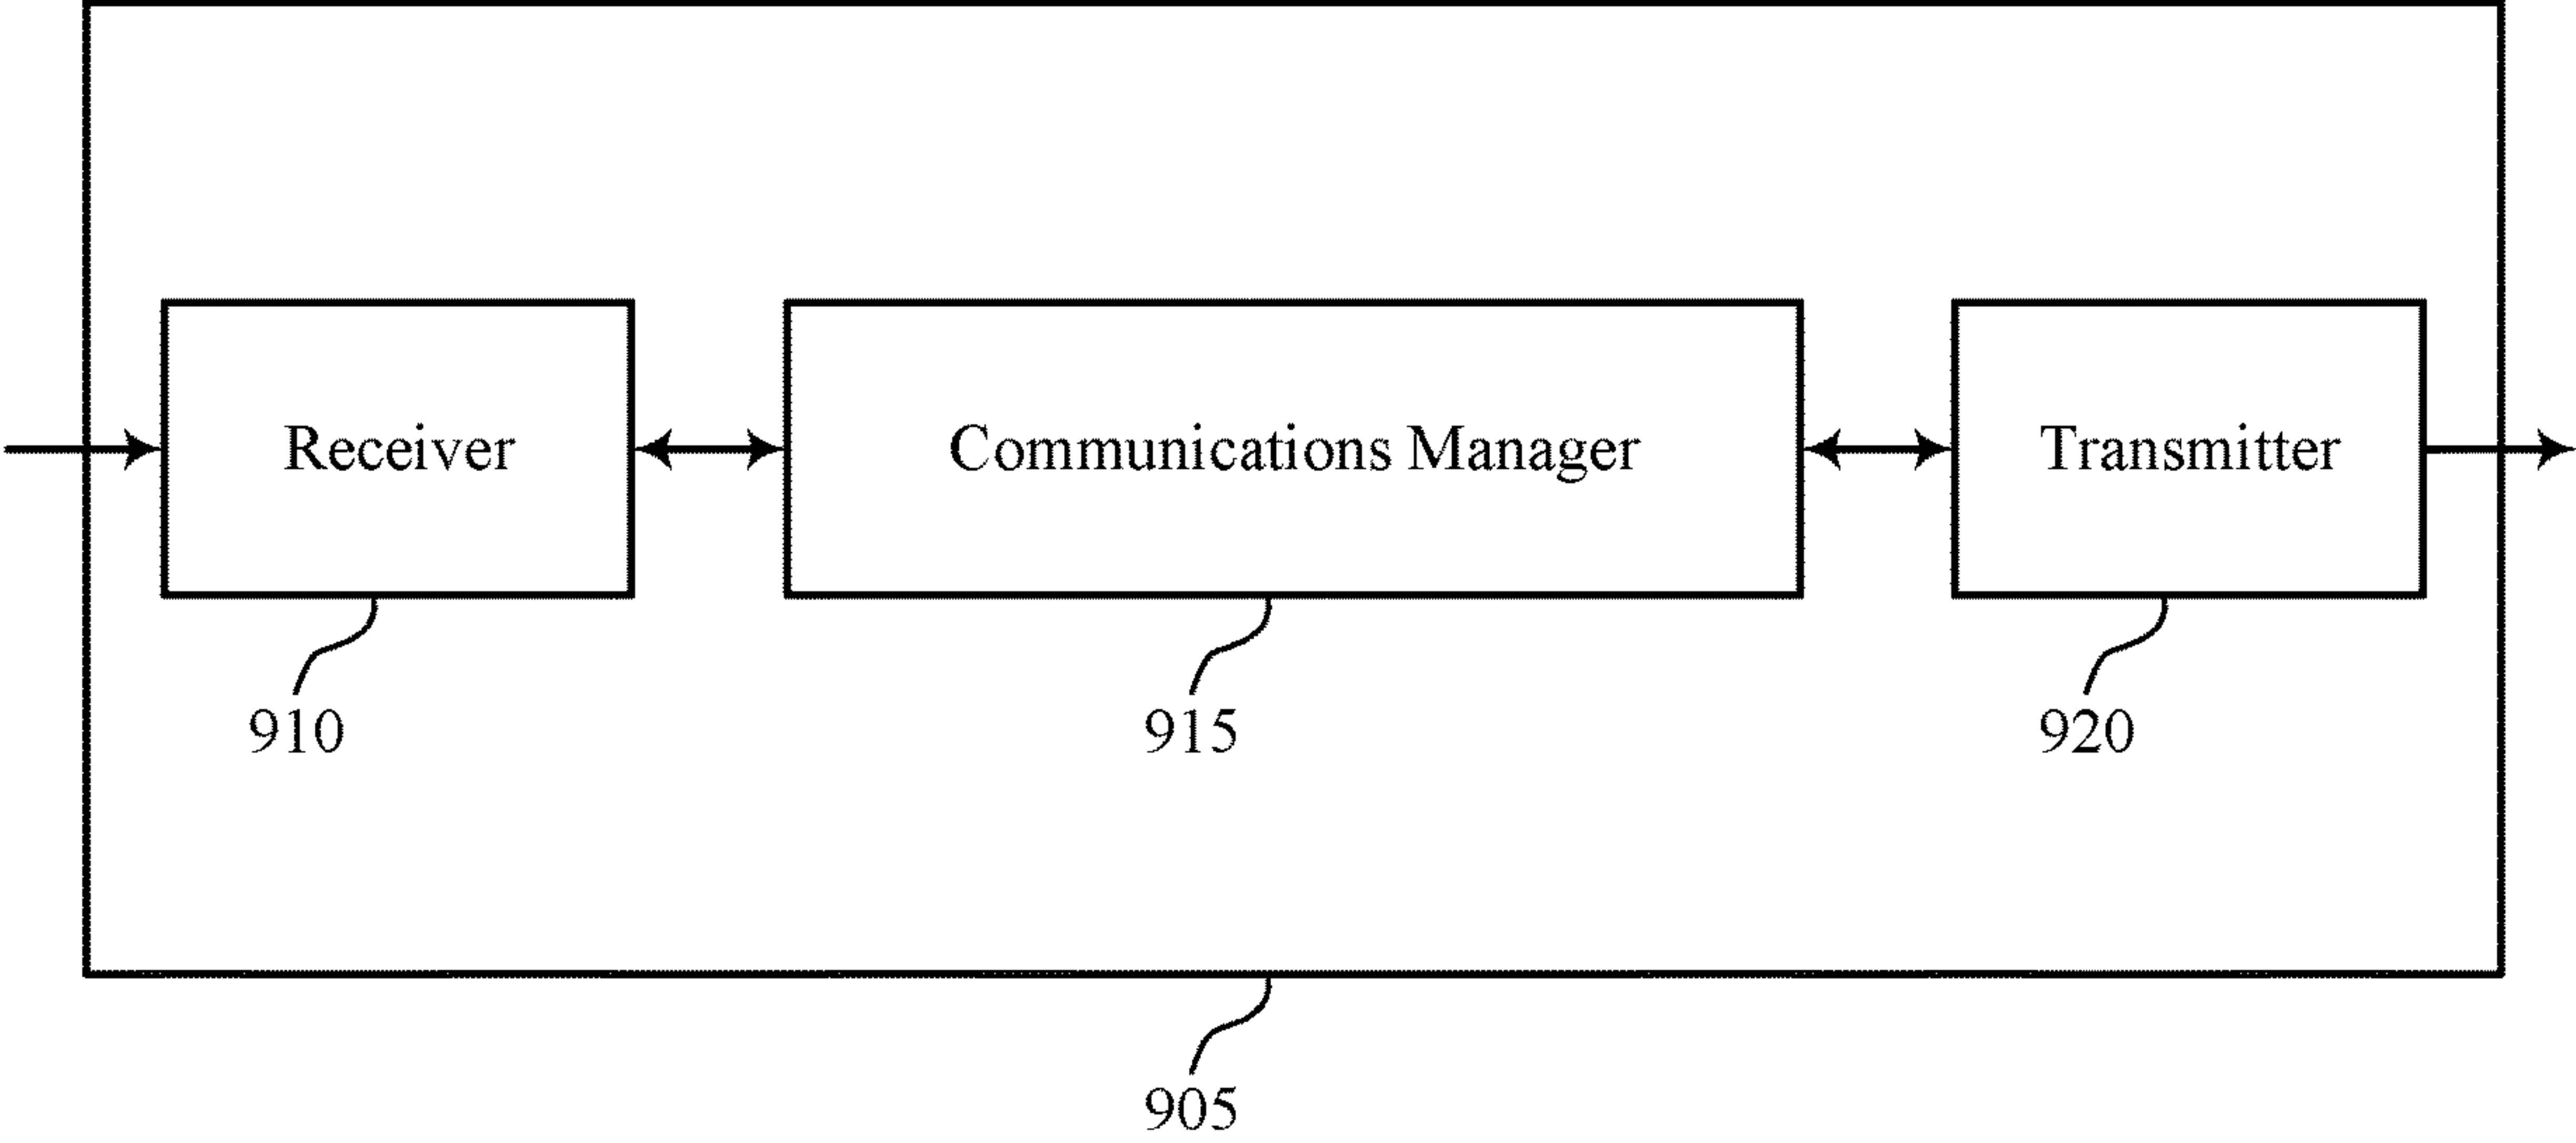 Receiver
Communications Manager
Transmitter
910
915
920
905